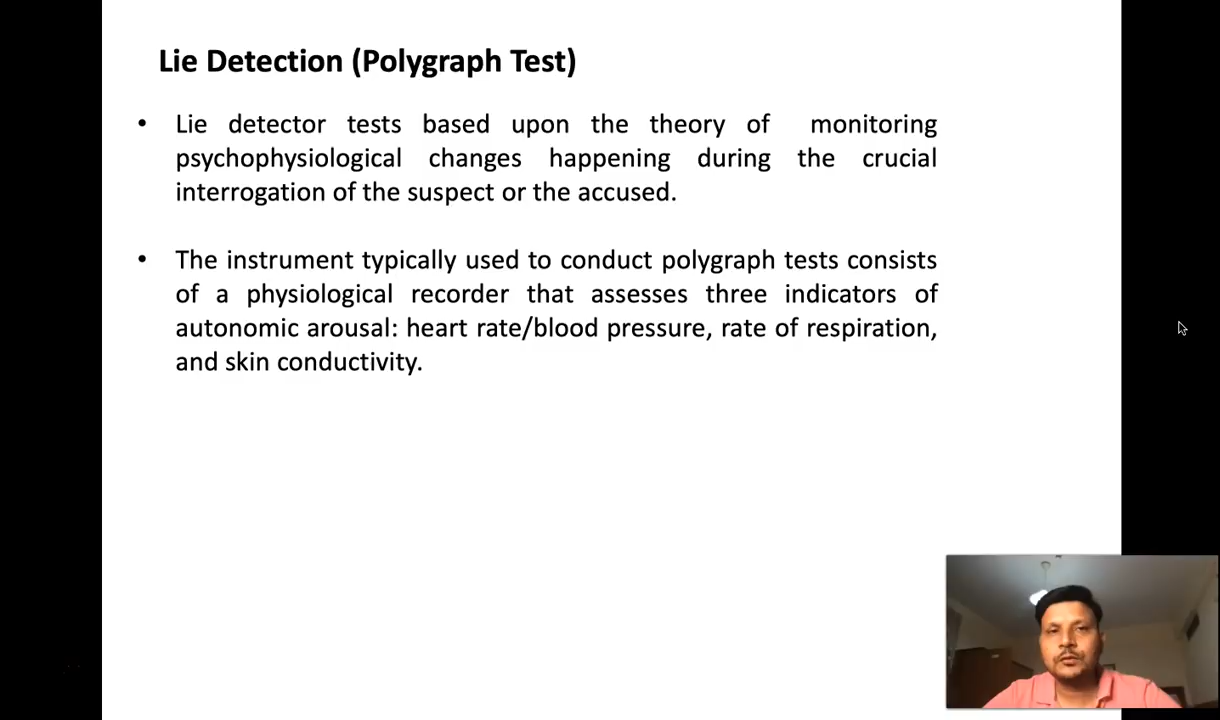 Lie Detection (Polygraph Test)
• Lie detector tests based upon the theory of monitoring
psychophysiological changes happening during the crucial
interrogation of the suspect or the accused.
• The instrument typically used to conduct polygraph tests consists
of a physiological recorder that assesses three indicators of
autonomic arousal: heart rate/blood pressure, rate of respiration,
and skin conductivity.